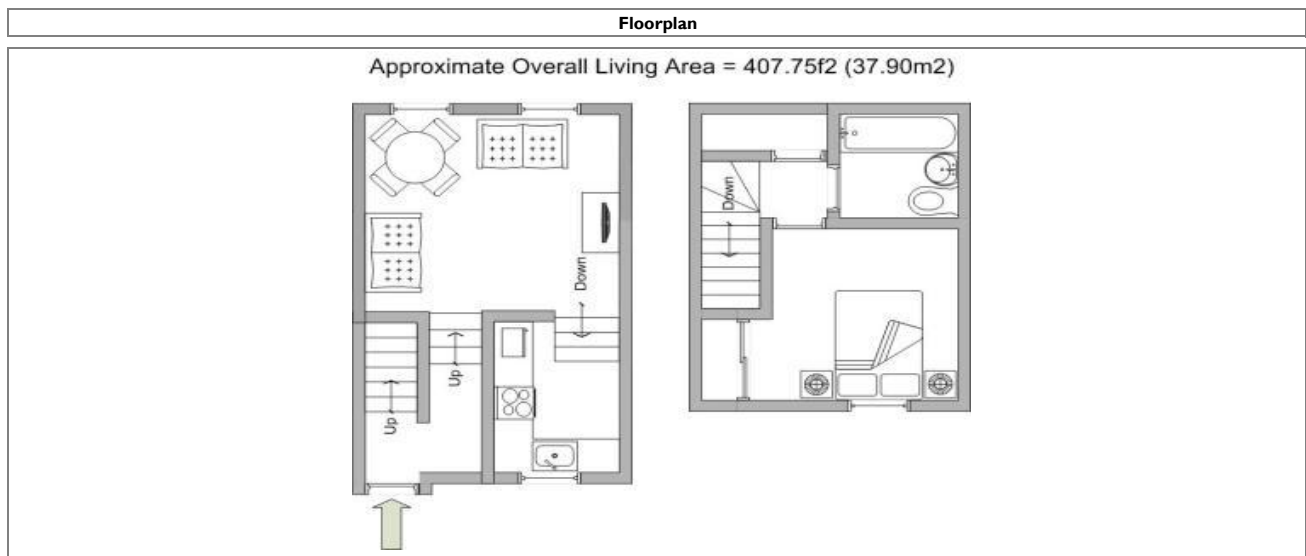 Floorplan
Approximate Overall Living Area = 407.75f2 (37.90m2)
Down
Down
Up
Up